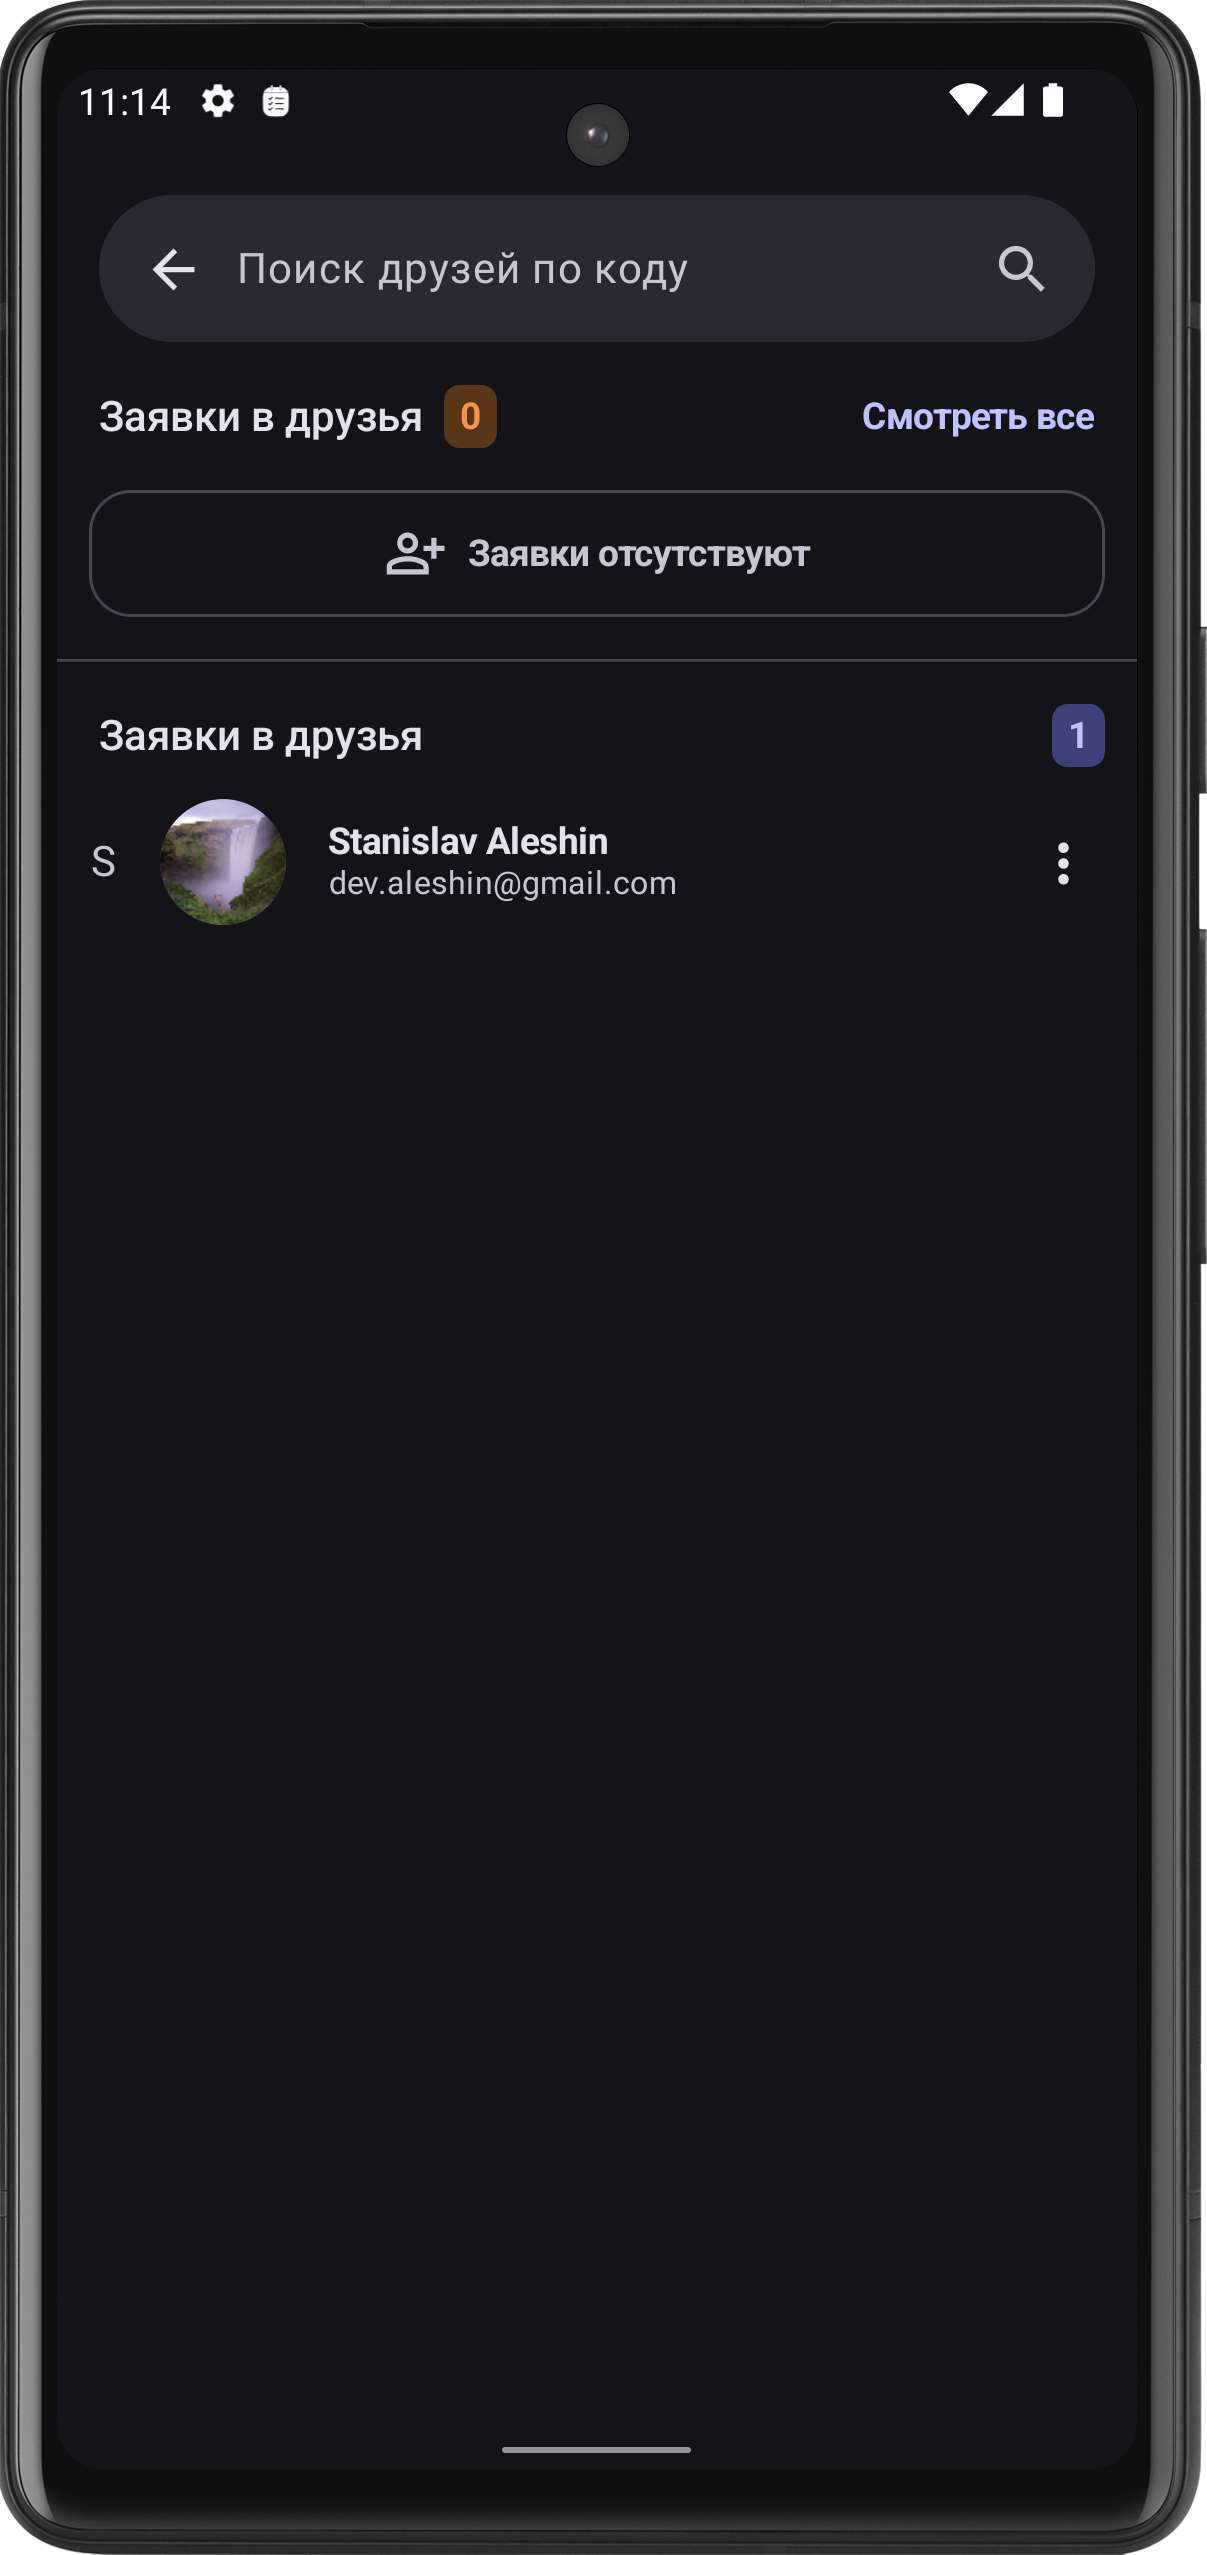 11:14
Поиск друзей по коду
Заявки в друзья 0 Смотреть все
Заявки отсутствуют
Заявки в друзья 1
S
Stanislav Aleshin
dev.aleshin@gmail.com